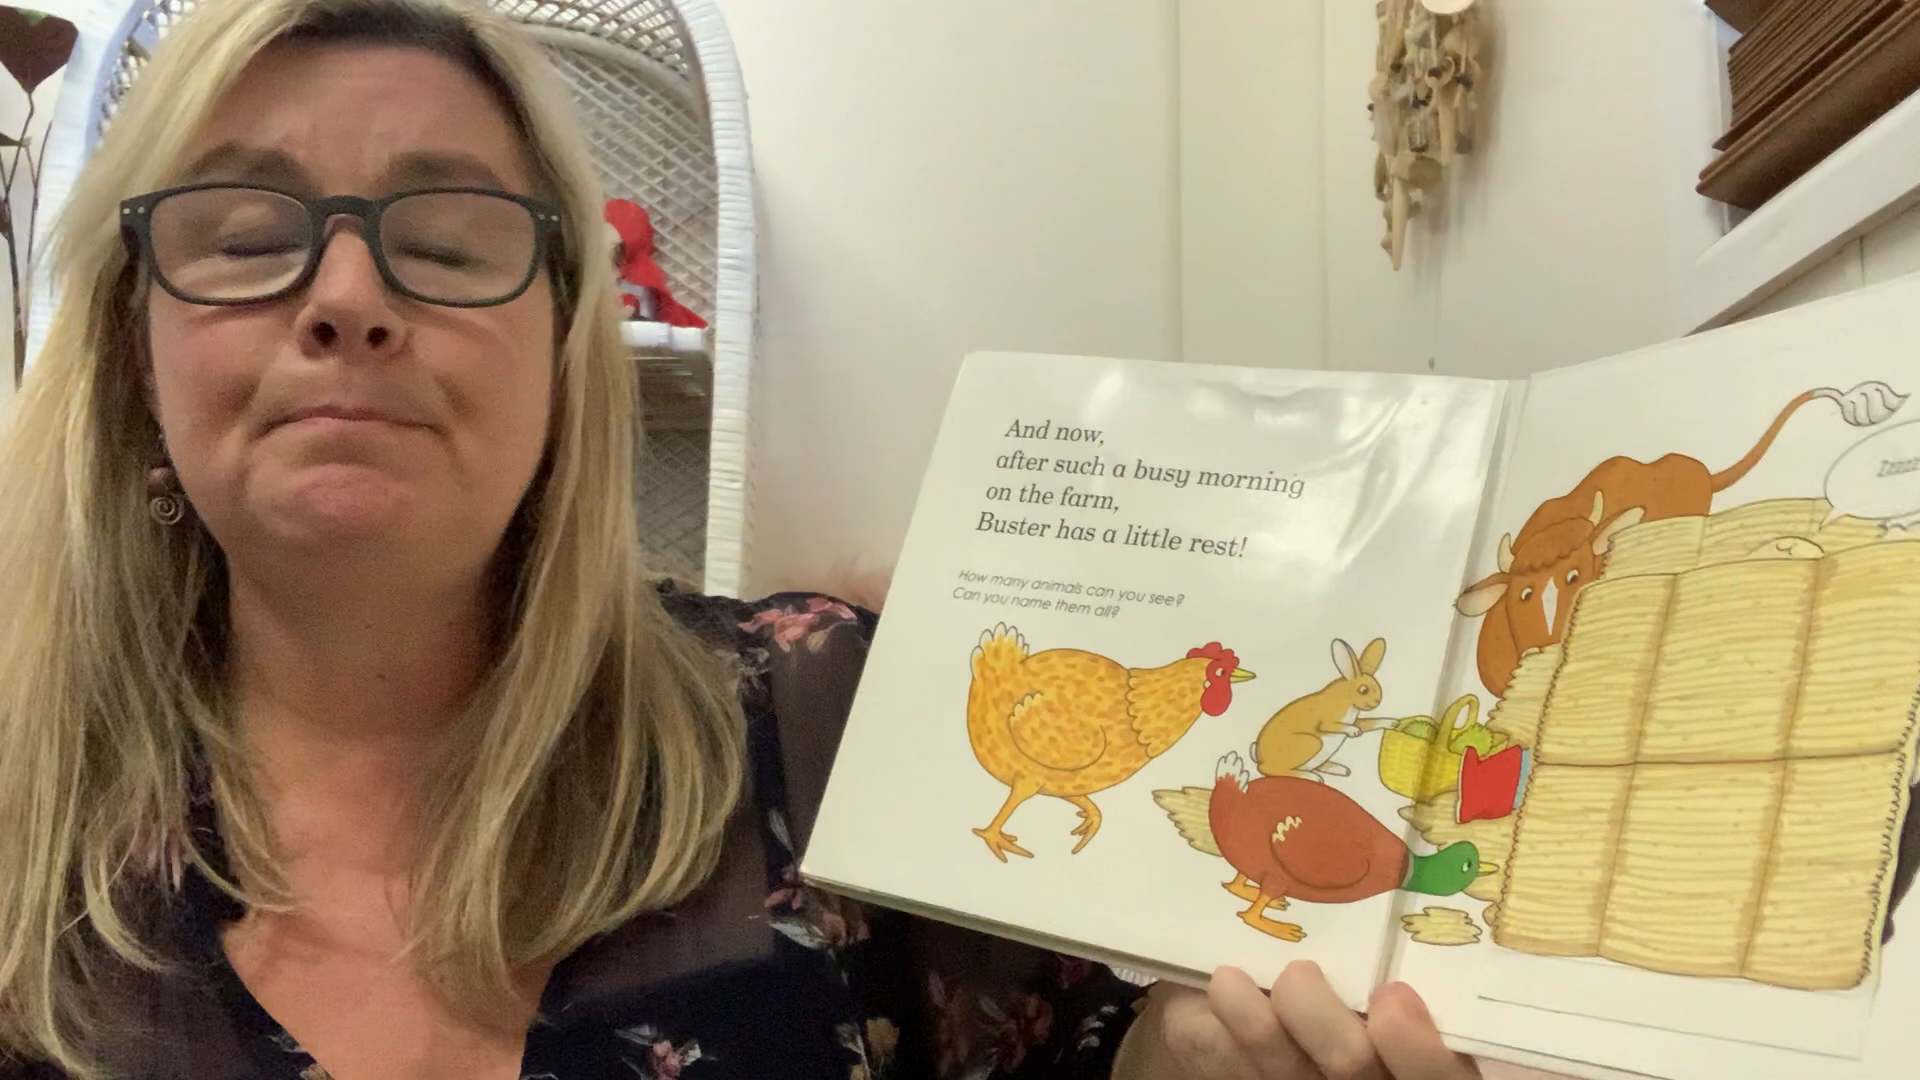 And now,
after such a busy morning
on the farm,
Buster has a little rest!
How many animals can you see?
Can you name them all?